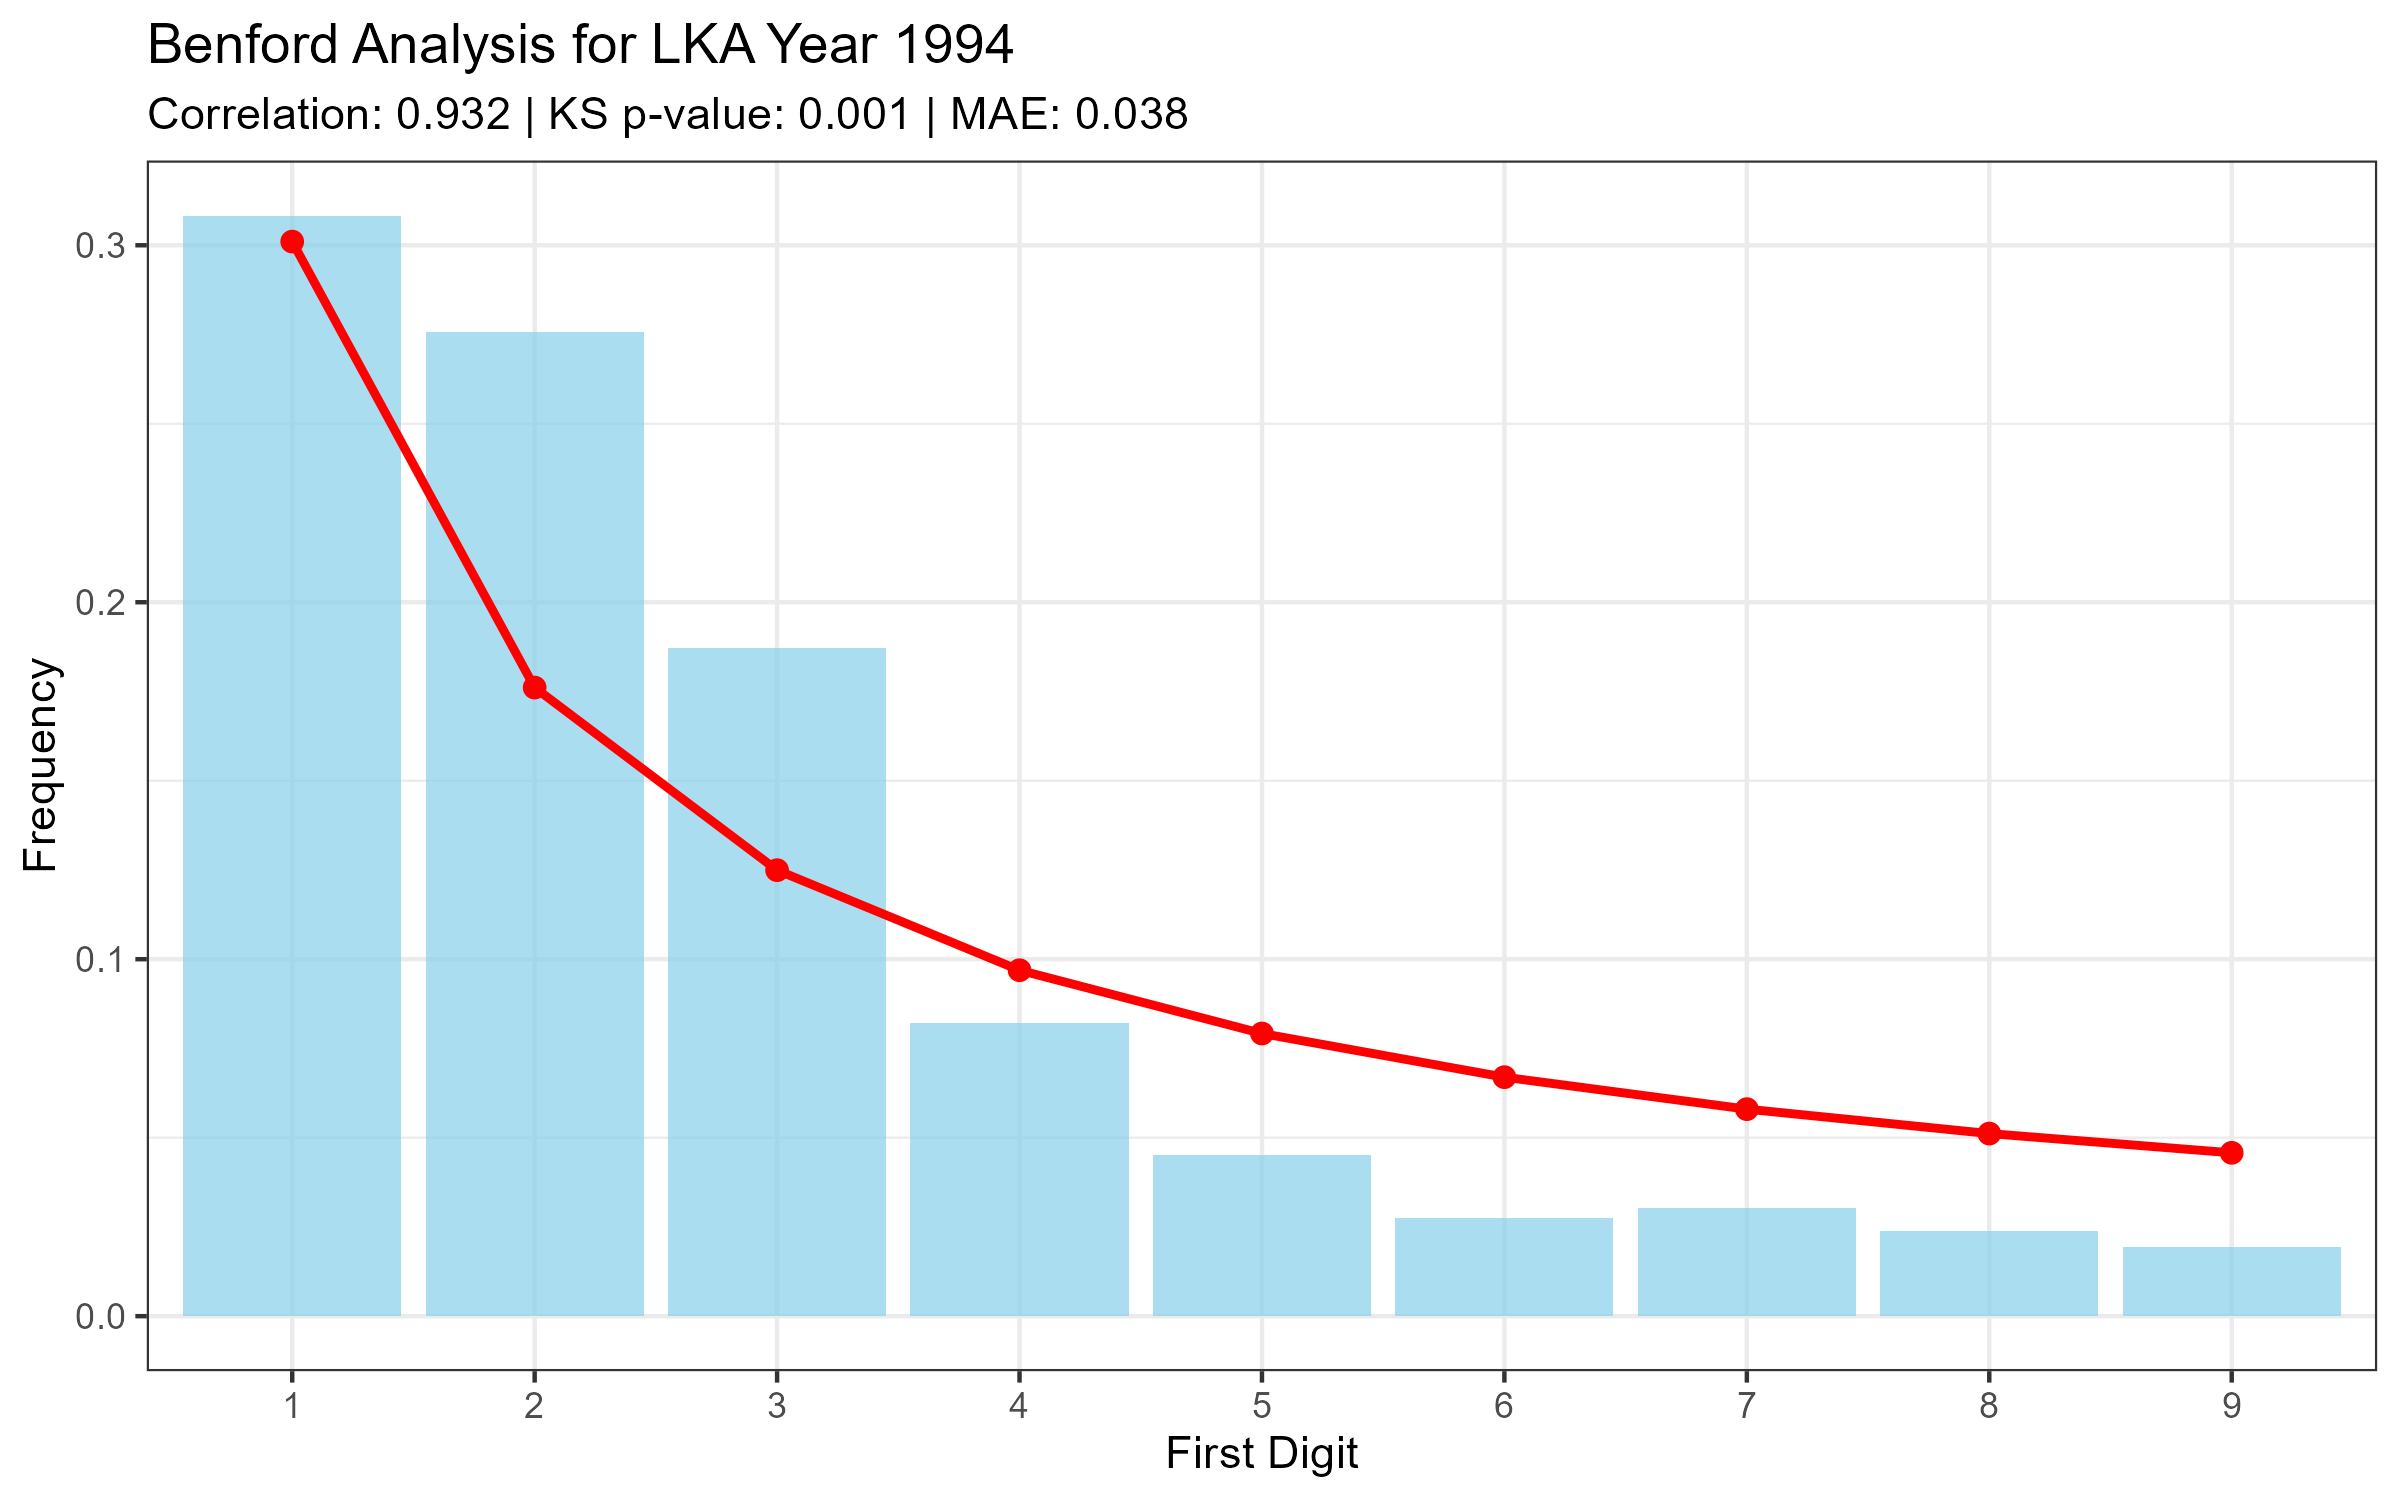 Benford Analysis for LKA Year 1994
Correlation: 0.932 | KS p-value: 0.001 | MAE: 0.038
Frequency
0.3
0.2
0.1
0.0
1 2 3 4 5 6 7 8 9
First Digit